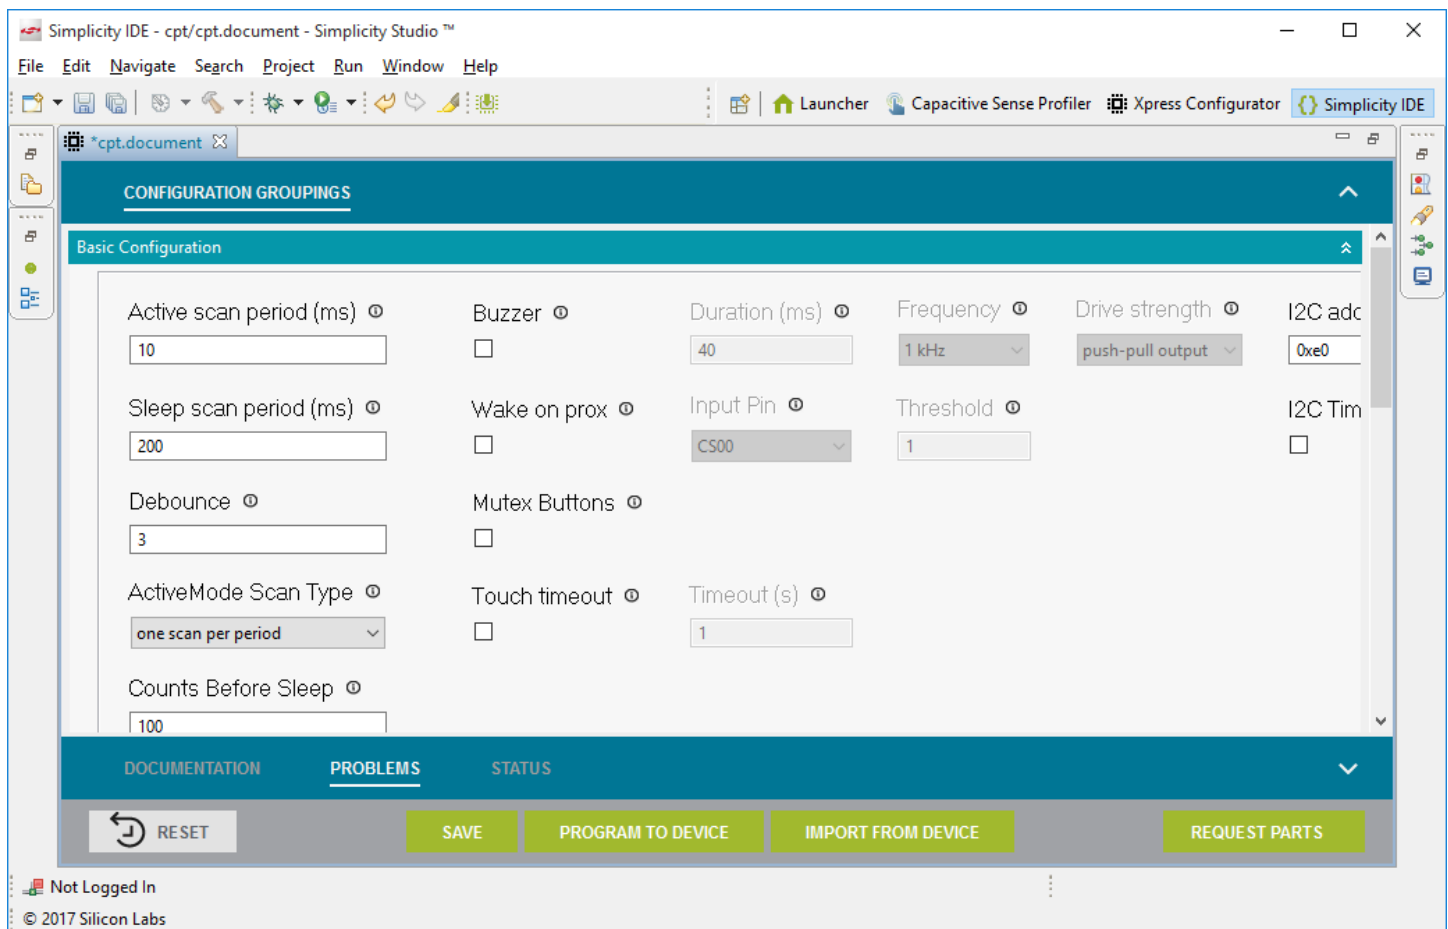 Simplicity IDE - cpt/cpt.document - Simplicity Studio ™
File Edit Navigate Search Project Run Window Help
Launcher Capacitive Sense Profiler Xpress Configurator Simplicity IDE
*cpt.document
CONFIGURATION GROUPINGS
Basic Configuration
Active scan period (ms) Buzzer Duration (ms) Frequency Drive strength I2C adc
10 40 1 kHz push-pull output 0xe0
Sleep scan period (ms) Wake on prox Input Pin Threshold I2C Tim
200 CS00 1
Debounce Mutex Buttons
3
ActiveMode Scan Type Touch timeout Timeout (s)
one scan per period 1
Counts Before Sleep
100
DOCUMENTATION PROBLEMS STATUS
RESET SAVE PROGRAM TO DEVICE IMPORT FROM DEVICE REQUEST PARTS
Not Logged In
© 2017 Silicon Labs